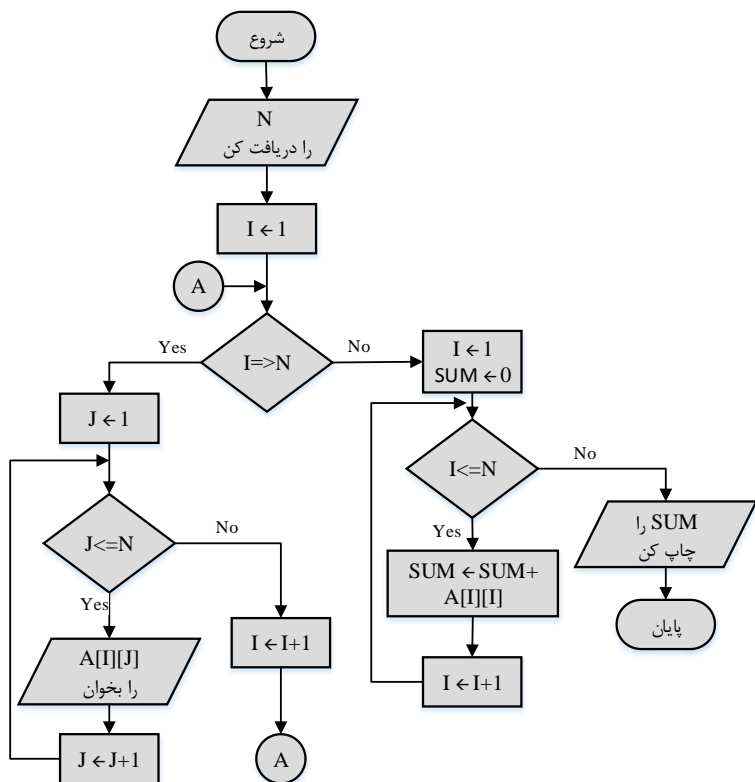 شروع
N
را دریافت کن
I ← 1
A
I=>N
Yes
No
J ← 1
J<=N
Yes
No
A[I][J]
را بخوان
J ← J+1
I ← I+1
A
I ← 1
SUM ← 0
I<=N
Yes
No
SUM ← SUM+
A[I][I]
I ← I+1
SUM را
چاپ کن
پایان